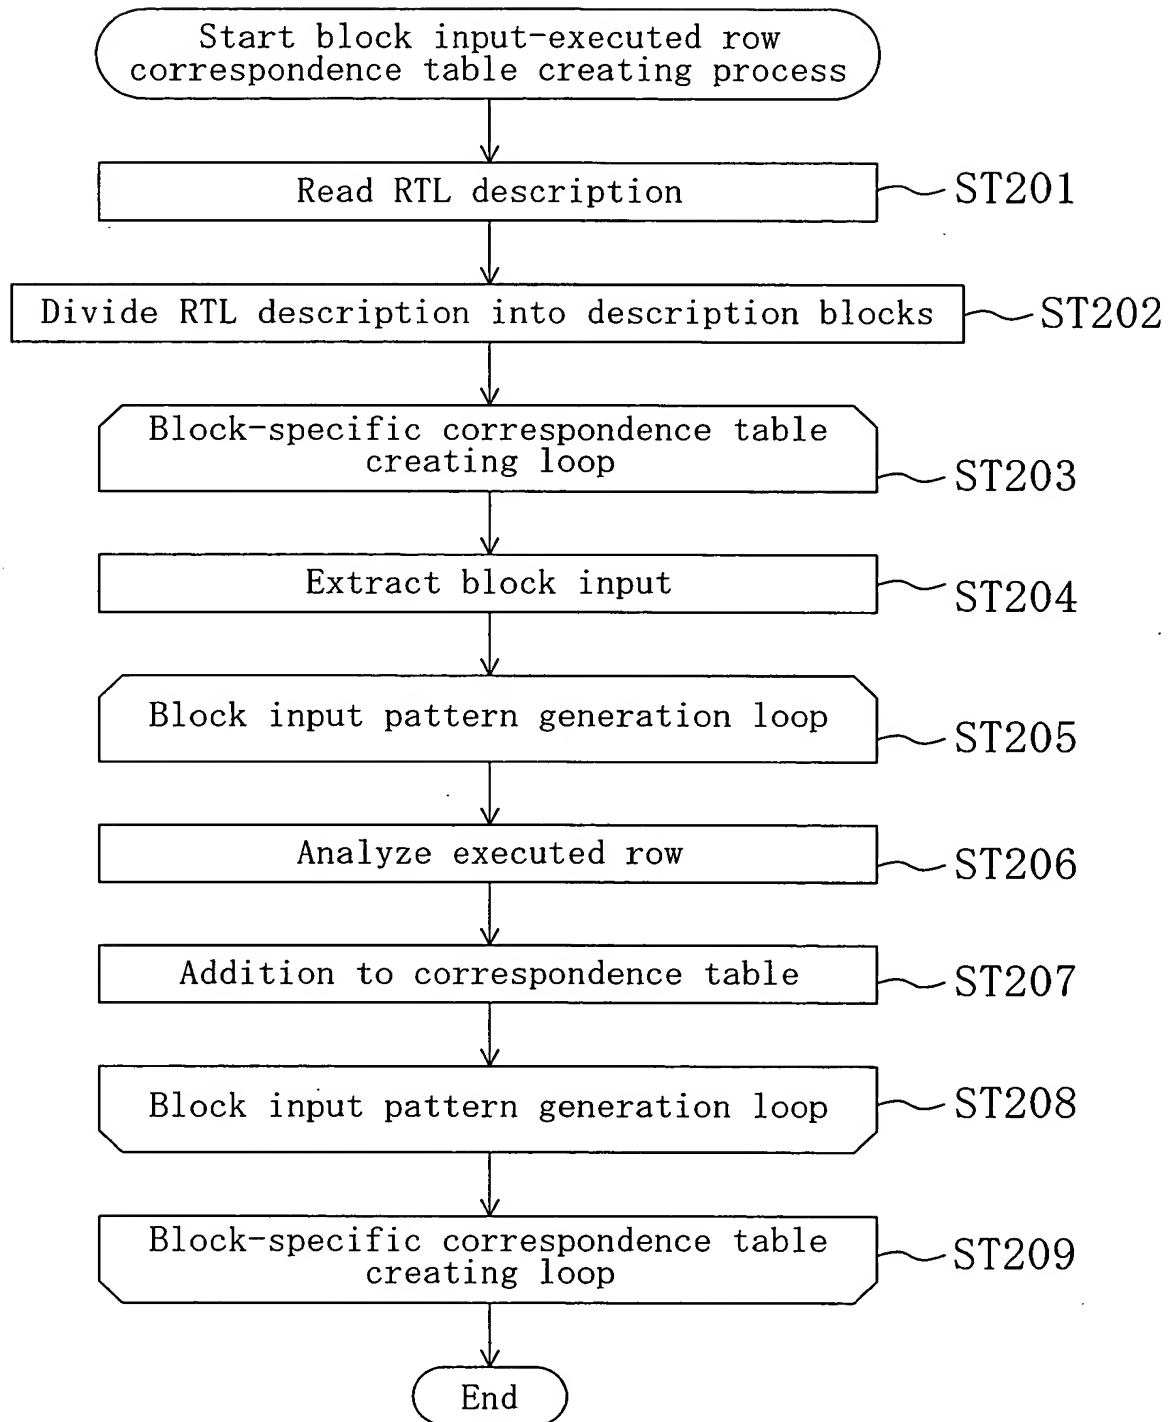 Start block input-executed row
correspondence table creating process
Read RTL description
ST201
Divide RTL description into description blocks
ST202
Block-specific correspondence table
creating loop
ST203
Extract block input
ST204
Block input pattern generation loop
ST205
Analyze executed row
ST206
Addition to correspondence table
ST207
Block input pattern generation loop
ST208
Block-specific correspondence table
creating loop
ST209
End